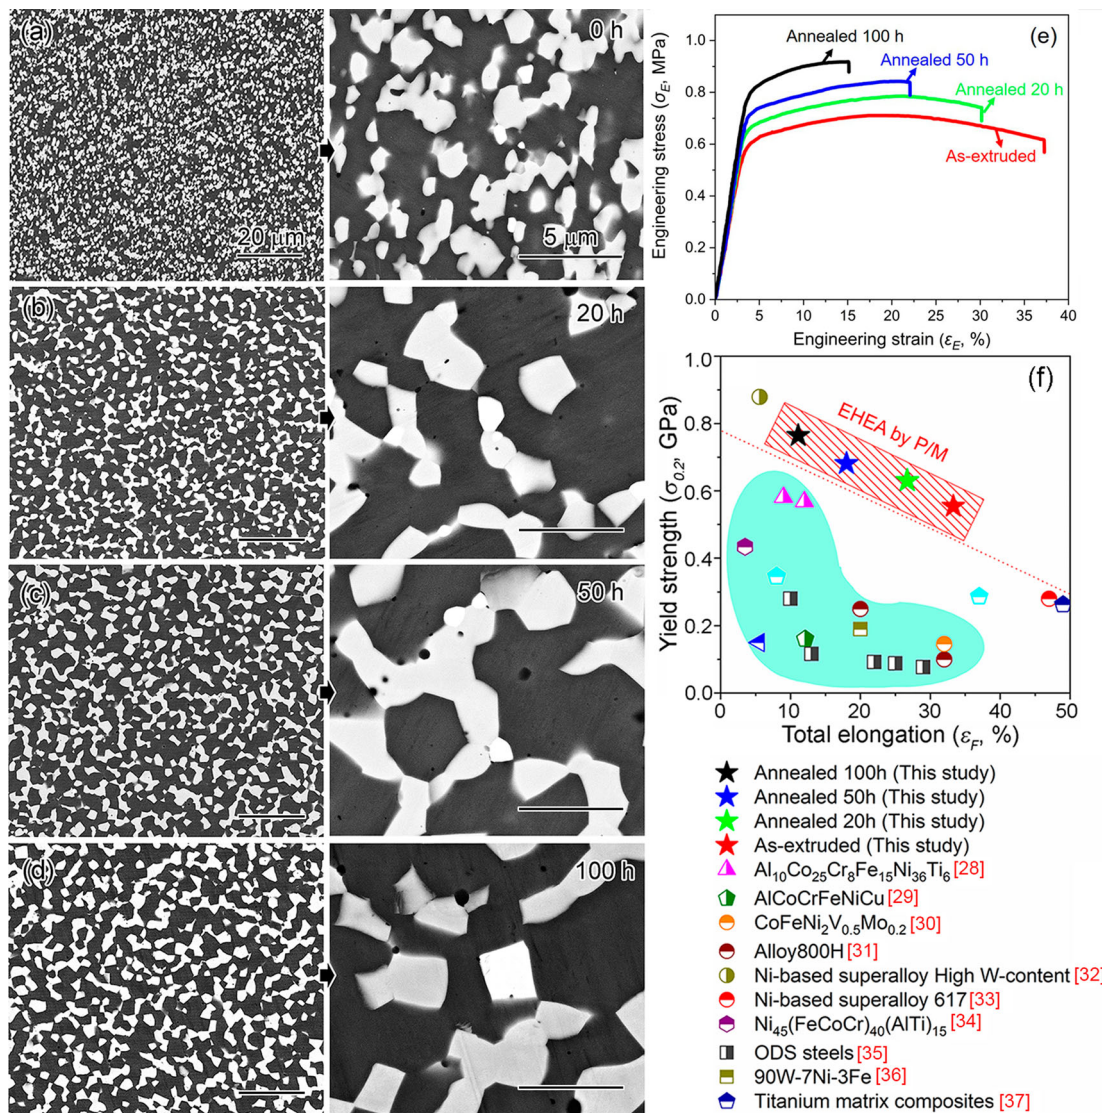 (a)
0 h
20 μm
5 μm
(b)
20 h
(c)
50 h
(d)
100 h
(e)
Annealed 100 h
Annealed 50 h
Annealed 20 h
As-extruded
Engineering stress (σE, MPa)
1.0
0.8
0.6
0.4
0.2
0.0
0 5 10 15 20 25 30 35 40
Engineering strain (εE, %)
(f)
EHEA by P/M
Yield strength (σ0.2, GPa)
1.0
0.8
0.6
0.4
0.2
0.0
10 20 30 40 50
Total elongation (εF, %)
Annealed 100h (This study)
Annealed 50h (This study)
Annealed 20h (This study)
As-extruded (This study)
Al10Co25Cr8Fe15Ni36Ti6 [28]
AlCoCrFeNiCu [29]
CoFeNi2V0.5Mo0.2 [30]
Alloy800H [31]
Ni-based superalloy High W-content [32]
Ni-based superalloy 617 [33]
Ni45(FeCoCr)40(AlTi)15 [34]
ODS steels [35]
90W-7Ni-3Fe [36]
Titanium matrix composites [37]